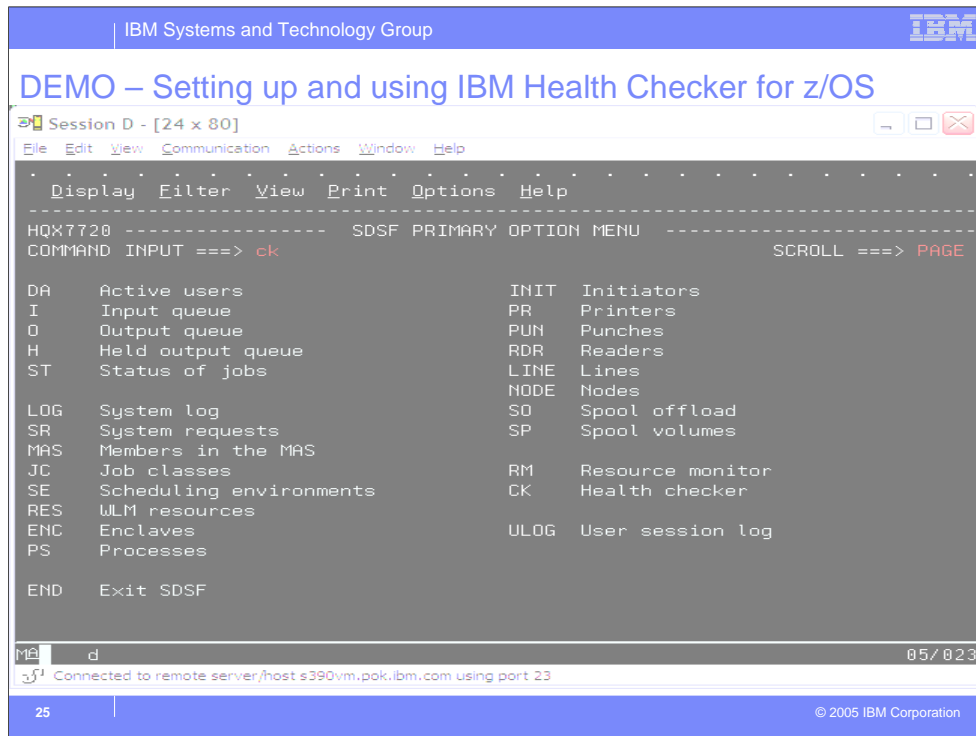 IBM Systems and Technology Group
IBM
DEMO – Setting up and using IBM Health Checker for z/OS
Session D - [24 x 80]
File Edit View Communication Actions Window Help
. . . . . . . . . . . . . . . . . . . . . . . . . .
Display Filter View Print Options Help
-------------------------------------------------------------------------------
HQX7720 ----------------- SDSF PRIMARY OPTION MENU --------------------------
COMMAND INPUT ===> ck SCROLL ===> PAGE
DA Active users INIT Initiators
I Input queue PR Printers
O Output queue PUN Punches
H Held output queue RDR Readers
ST Status of jobs LINE Lines
NODE Nodes
LOG System log SO Spool offload
SR System requests SP Spool volumes
MAS Members in the MAS
JC Job classes RM Resource monitor
SE Scheduling environments CK Health checker
RES WLM resources
ENC Enclaves ULOG User session log
PS Processes
END Exit SDSF
MA d 05/023
Connected to remote server/host s390vm.pok.ibm.com using port 23
25 © 2005 IBM Corporation